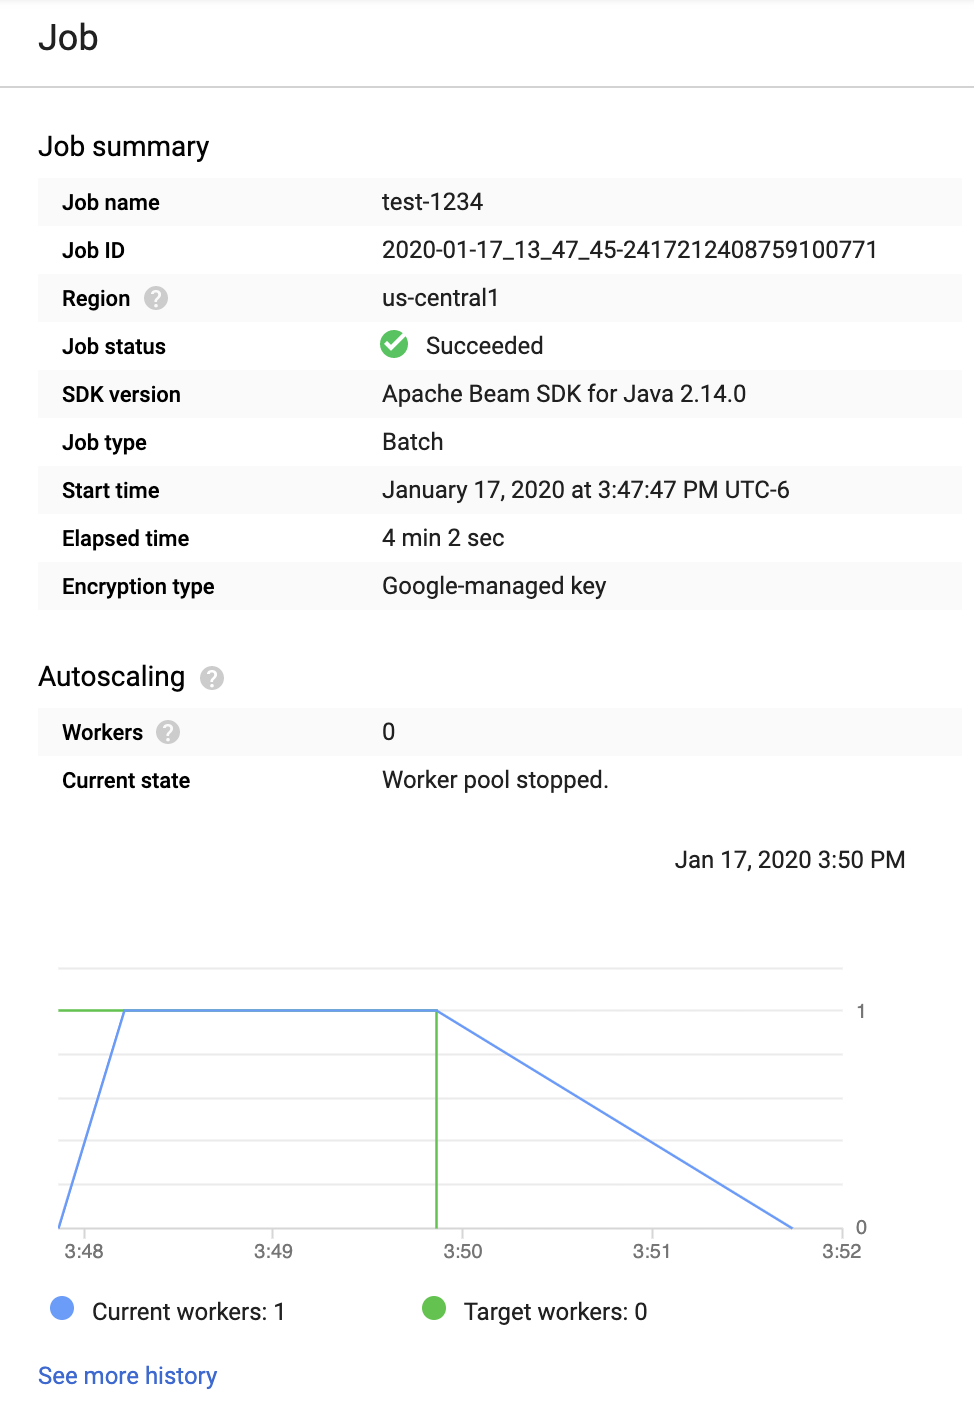 Job
Job summary
Job name test-1234
Job ID 2020-01-17_13_47_45-2417212408759100771
Region ? us-central1
Job status Succeeded
SDK version Apache Beam SDK for Java 2.14.0
Job type Batch
Start time January 17, 2020 at 3:47:47 PM UTC-6
Elapsed time 4 min 2 sec
Encryption type Google-managed key
Autoscaling ?
Workers ? 0
Current state Worker pool stopped.
Jan 17, 2020 3:50 PM
1
0
3:48 3:49 3:50 3:51 3:52
Current workers: 1 Target workers: 0
See more history